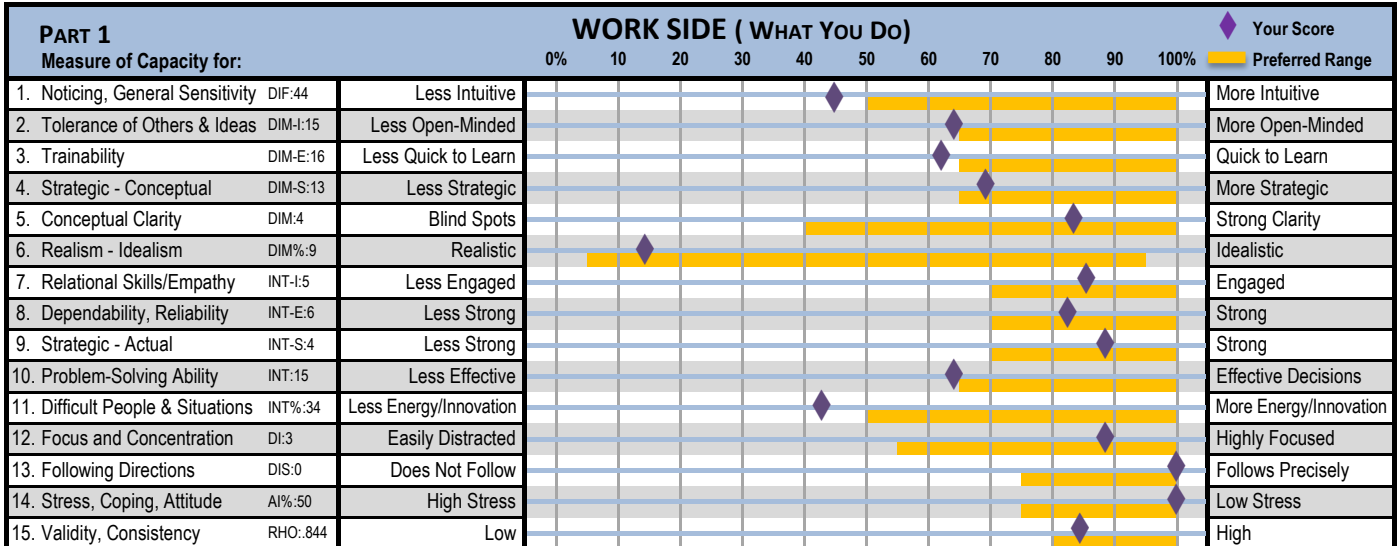 PART 1 WORK SIDE ( WHAT YOU DO) Your Score
Measure of Capacity for: 0% 10 20 30 40 50 60 70 80 90 100% Preferred Range
1. Noticing, General Sensitivity DIF:44 Less Intuitive More Intuitive
2. Tolerance of Others & Ideas DIM-I:15 Less Open-Minded More Open-Minded
3. Trainability DIM-E:16 Less Quick to Learn Quick to Learn
4. Strategic - Conceptual DIM-S:13 Less Strategic More Strategic
5. Conceptual Clarity DIM:4 Blind Spots Strong Clarity
6. Realism - Idealism DIM%:9 Realistic Idealistic
7. Relational Skills/Empathy INT-I:5 Less Engaged Engaged
8. Dependability, Reliability INT-E:6 Less Strong Strong
9. Strategic - Actual INT-S:4 Less Strong Strong
10. Problem-Solving Ability INT:15 Less Effective Effective Decisions
11. Difficult People & Situations INT%:34 Less Energy/Innovation More Energy/Innovation
12. Focus and Concentration DI:3 Easily Distracted Highly Focused
13. Following Directions DIS:0 Does Not Follow Follows Precisely
14. Stress, Coping, Attitude AI%:50 High Stress Low Stress
15. Validity, Consistency RHO:.844 Low High